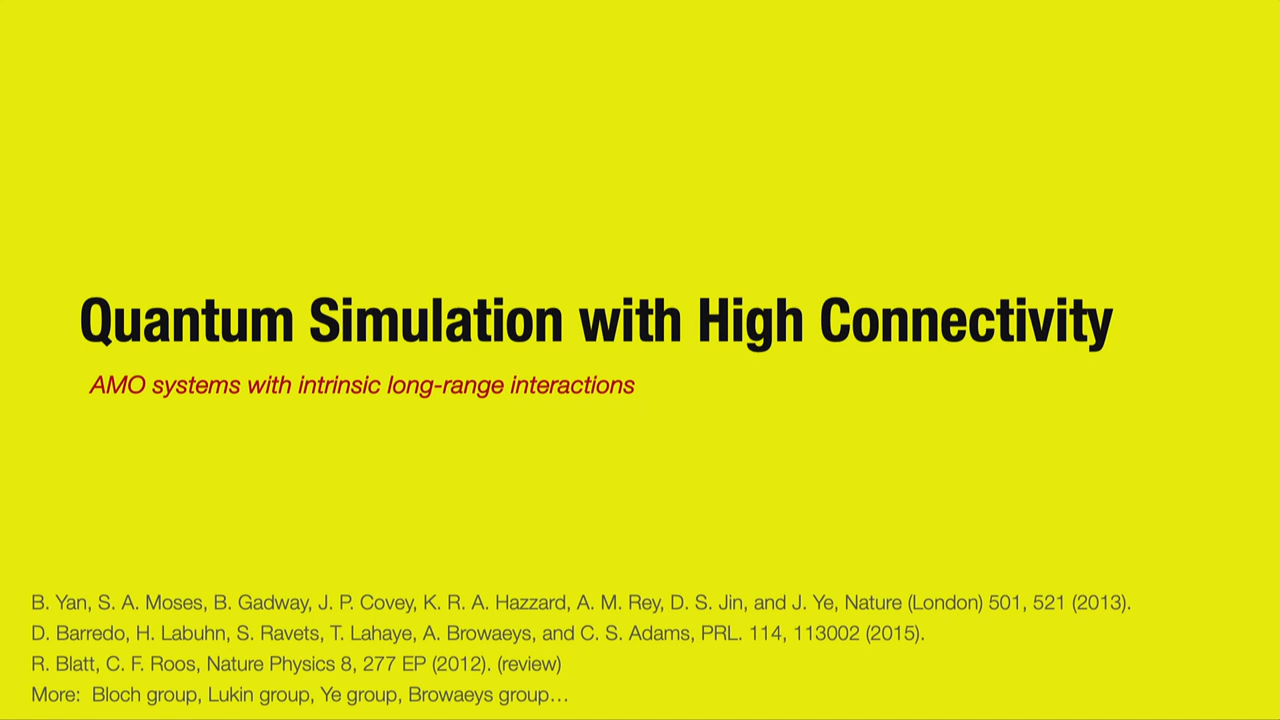 Quantum Simulation with High Connectivity
AMO systems with intrinsic long-range interactions
B. Yan, S. A. Moses, B. Gadway, J. P. Covey, K. R. A. Hazzard, A. M. Rey, D. S. Jin, and J. Ye, Nature (London) 501, 521 (2013).
D. Barredo, H. Labuhn, S. Ravets, T. Lahaye, A. Browaeys, and C. S. Adams, PRL. 114, 113002 (2015).
R. Blatt, C. F. Roos, Nature Physics 8, 277 EP (2012). (review)
More:  Bloch group, Lukin group, Ye group, Browaeys group…